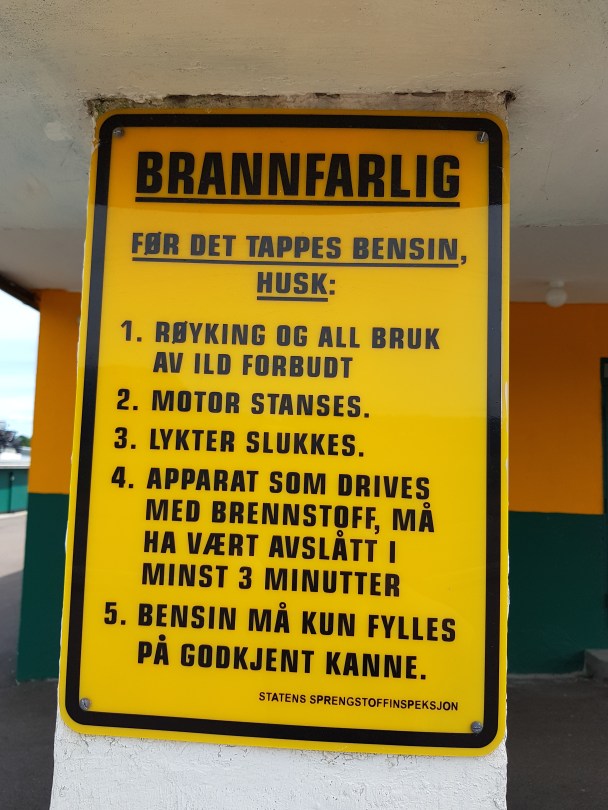 BRANNFARLIG
FØR DET TAPPES BENSIN,
HUSK:
1. RØYKING OG ALL BRUK
AV ILD FORBUDT
2. MOTOR STANSES.
3. LYKTER SLUKKES.
4. APPARAT SOM DRIVES
MED BRENNSTOFF, MÅ
HA VÆRT AVSLÅTT I
MINST 3 MINUTTER
5. BENSIN MÅ KUN FYLLES
PÅ GODKJENT KANNE.
STATENS SPRENGSTOFFINSPEKSJON